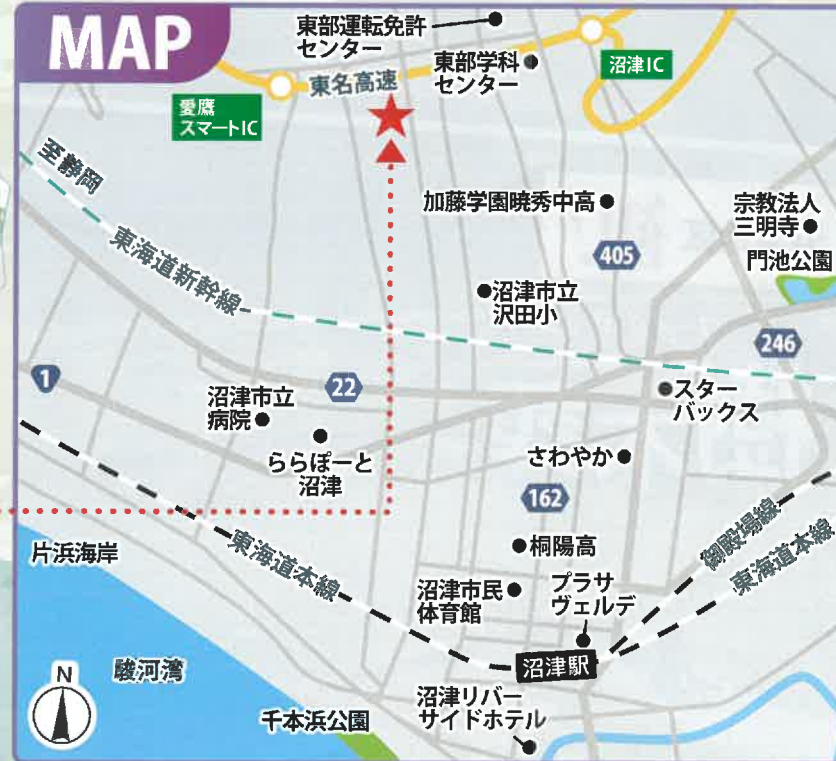 MAP
東部運転免許
センター
東部学科
センター
沼津IC
東名高速
愛鷹
スマートIC
至静岡
東海道新幹線
加藤学園暁秀中高
宗教法人
三明寺
門池公園
405
沼津市立
沢田小
246
1
22
沼津市立
病院
ららぽーと
沼津
スター
バックス
さわやか
162
御殿場線
東海道本線
桐陽高
片浜海岸
東海道本線
沼津市民
体育館
プラサ
ヴェルデ
沼津駅
N
駿河湾
千本浜公園
沼津リバー
サイドホテル